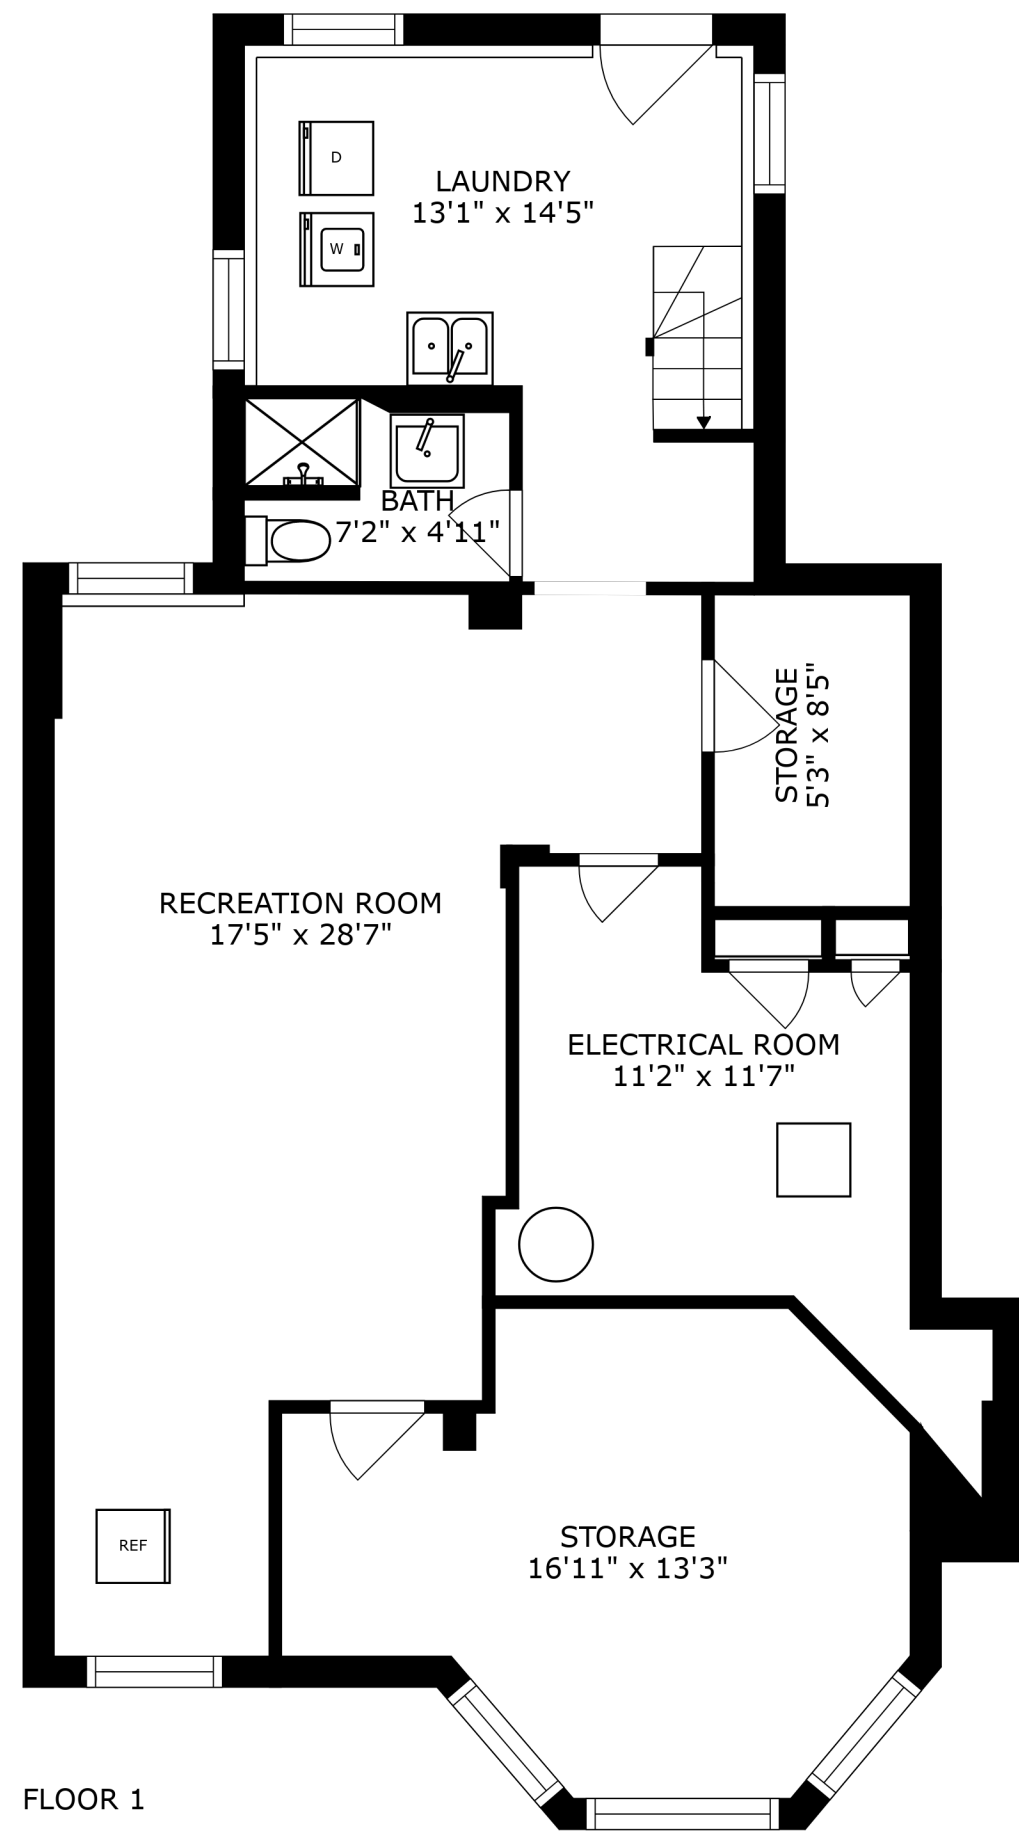 D
LAUNDRY
13'1" x 14'5"
W
BATH
7'2" x 4'11"
STORAGE
5'3" x 8'5"
RECREATION ROOM
17'5" x 28'7"
ELECTRICAL ROOM
11'2" x 11'7"
STORAGE
16'11" x 13'3"
REF
FLOOR 1